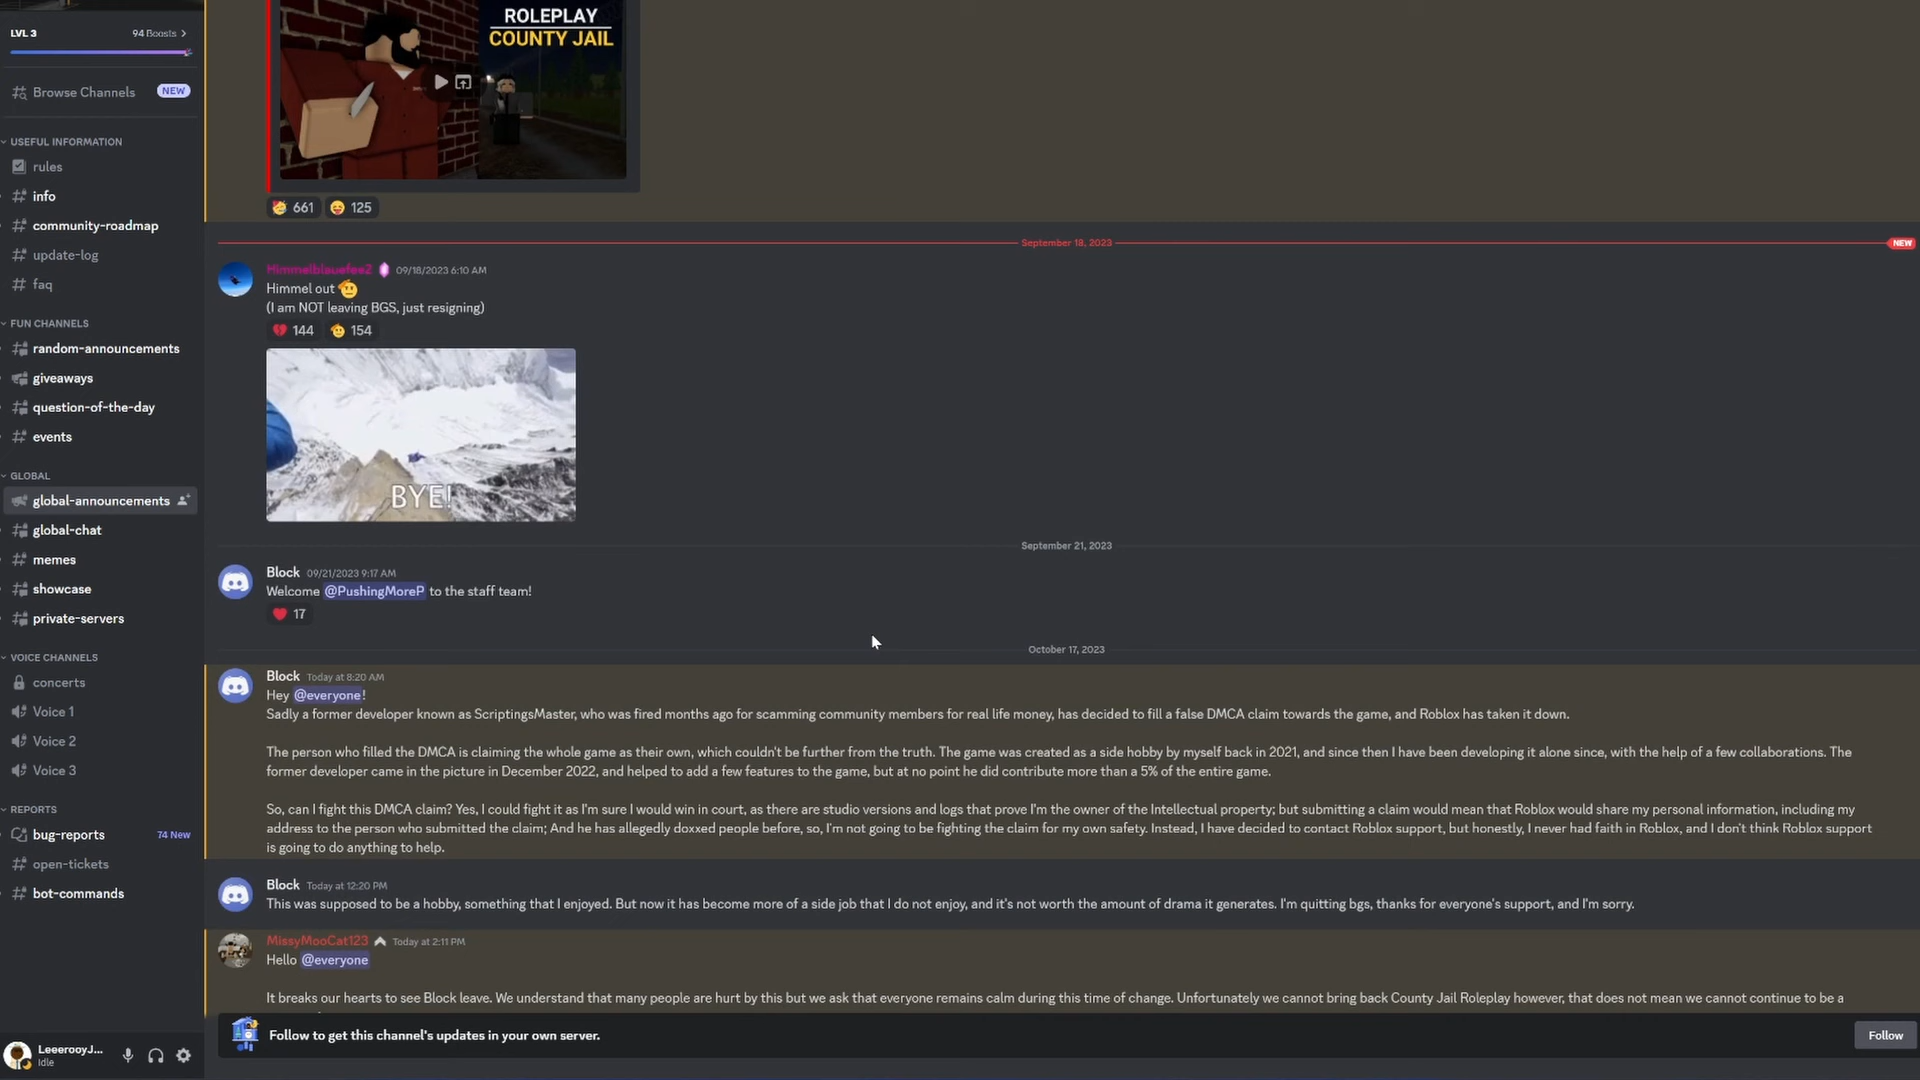 LVL 3
94 Boosts
Browse Channels
NEW
USEFUL INFORMATION
rules
info
community-roadmap
update-log
faq
FUN CHANNELS
random-announcements
giveaways
question-of-the-day
events
GLOBAL
global-announcements
global-chat
memes
showcase
private-servers
VOICE CHANNELS
concerts
Voice 1
Voice 2
Voice 3
REPORTS
bug-reports
74 New
open-tickets
bot-commands
LeeerooyJ...
Idle
ROLEPLAY
COUNTY JAIL
661
125
September 18, 2023
NEW
Himmelblauefee2 09/18/2023 6:10 AM
Himmel out
(I am NOT leaving BGS, just resigning)
144
154
BYE!
September 21, 2023
Block 09/21/2023 9:17 AM
Welcome @PushingMoreP to the staff team!
17
October 17, 2023
Block Today at 8:20 AM
Hey @everyone!
Sadly a former developer known as ScriptingsMaster, who was fired months ago for scamming community members for real life money, has decided to fill a false DMCA claim towards the game, and Roblox has taken it down.
The person who filled the DMCA is claiming the whole game as their own, which couldn't be further from the truth. The game was created as a side hobby by myself back in 2021, and since then I have been developing it alone since, with the help of a few collaborations. The
former developer came in the picture in December 2022, and helped to add a few features to the game, but at no point he did contribute more than a 5% of the entire game.
So, can I fight this DMCA claim? Yes, I could fight it as I'm sure I would win in court, as there are studio versions and logs that prove I'm the owner of the Intellectual property; but submitting a claim would mean that Roblox would share my personal information, including my
address to the person who submitted the claim; And he has allegedly doxxed people before, so, I'm not going to be fighting the claim for my own safety. Instead, I have decided to contact Roblox support, but honestly, I never had faith in Roblox, and I don't think Roblox support
is going to do anything to help.
Block Today at 12:20 PM
This was supposed to be a hobby, something that I enjoyed. But now it has become more of a side job that I do not enjoy, and it's not worth the amount of drama it generates. I'm quitting bgs, thanks for everyone's support, and I'm sorry.
MissyMooCat123 Today at 2:11 PM
Hello @everyone
It breaks our hearts to see Block leave. We understand that many people are hurt by this but we ask that everyone remains calm during this time of change. Unfortunately we cannot bring back County Jail Roleplay however, that does not mean we cannot continue to be a
Follow to get this channel's updates in your own server.
Follow